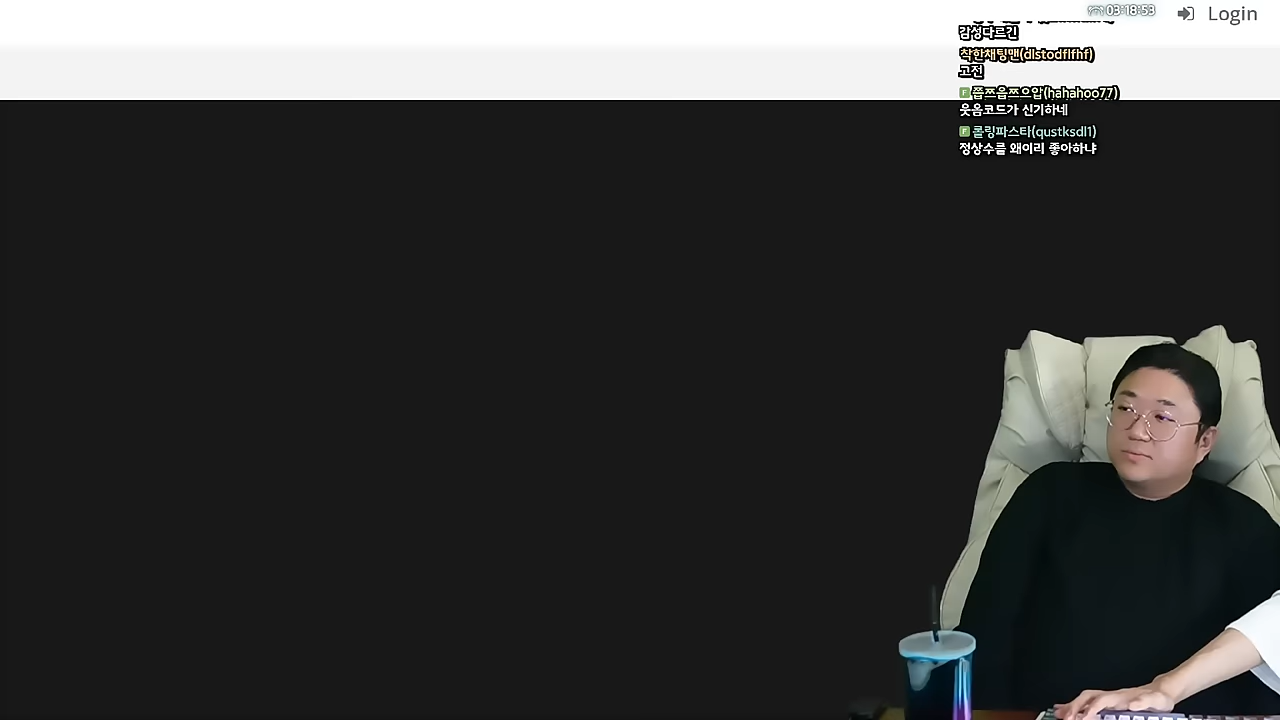 03:18:53
Login
감성다르긴
착한채팅맨(dlstodflfhf)
고전
F 쯥쯔읍쯔으압(hahahoo77)
웃음코드가 신기하네
F 롤링파스타(qustksdl1)
정상수를 왜이리 좋아하냐